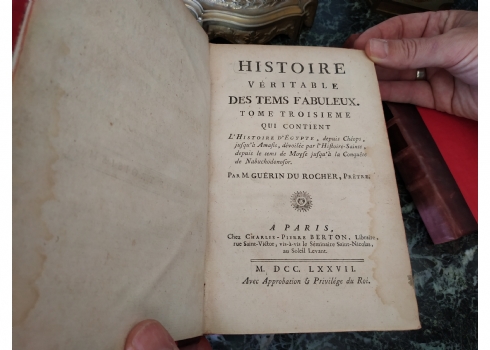 HISTOIRE
VÉRITABLE
DES TEMS FABULEUX.
TOME TROISIEME
QUI CONTIENT
L'HISTOIRE D'ÉGYPTE, depuis Chéops,
jusqu'à Amasis, dévoilée par l'Histoire-Sainte,
depuis le tems de Moyse jusqu'à la Conquête
de Nabuchodonosor.
PAR M. GUÉRIN DU ROCHER, PRÊTRE.
A PARIS,
Chez CHARLES-PIERRE BERTON, Libraire,
rue Saint-Victor, vis-à-vis le Séminaire Saint-Nicolas,
au Soleil Levant.
M. DCC. LXXVII.
Avec Approbation & Privilége du Roi.